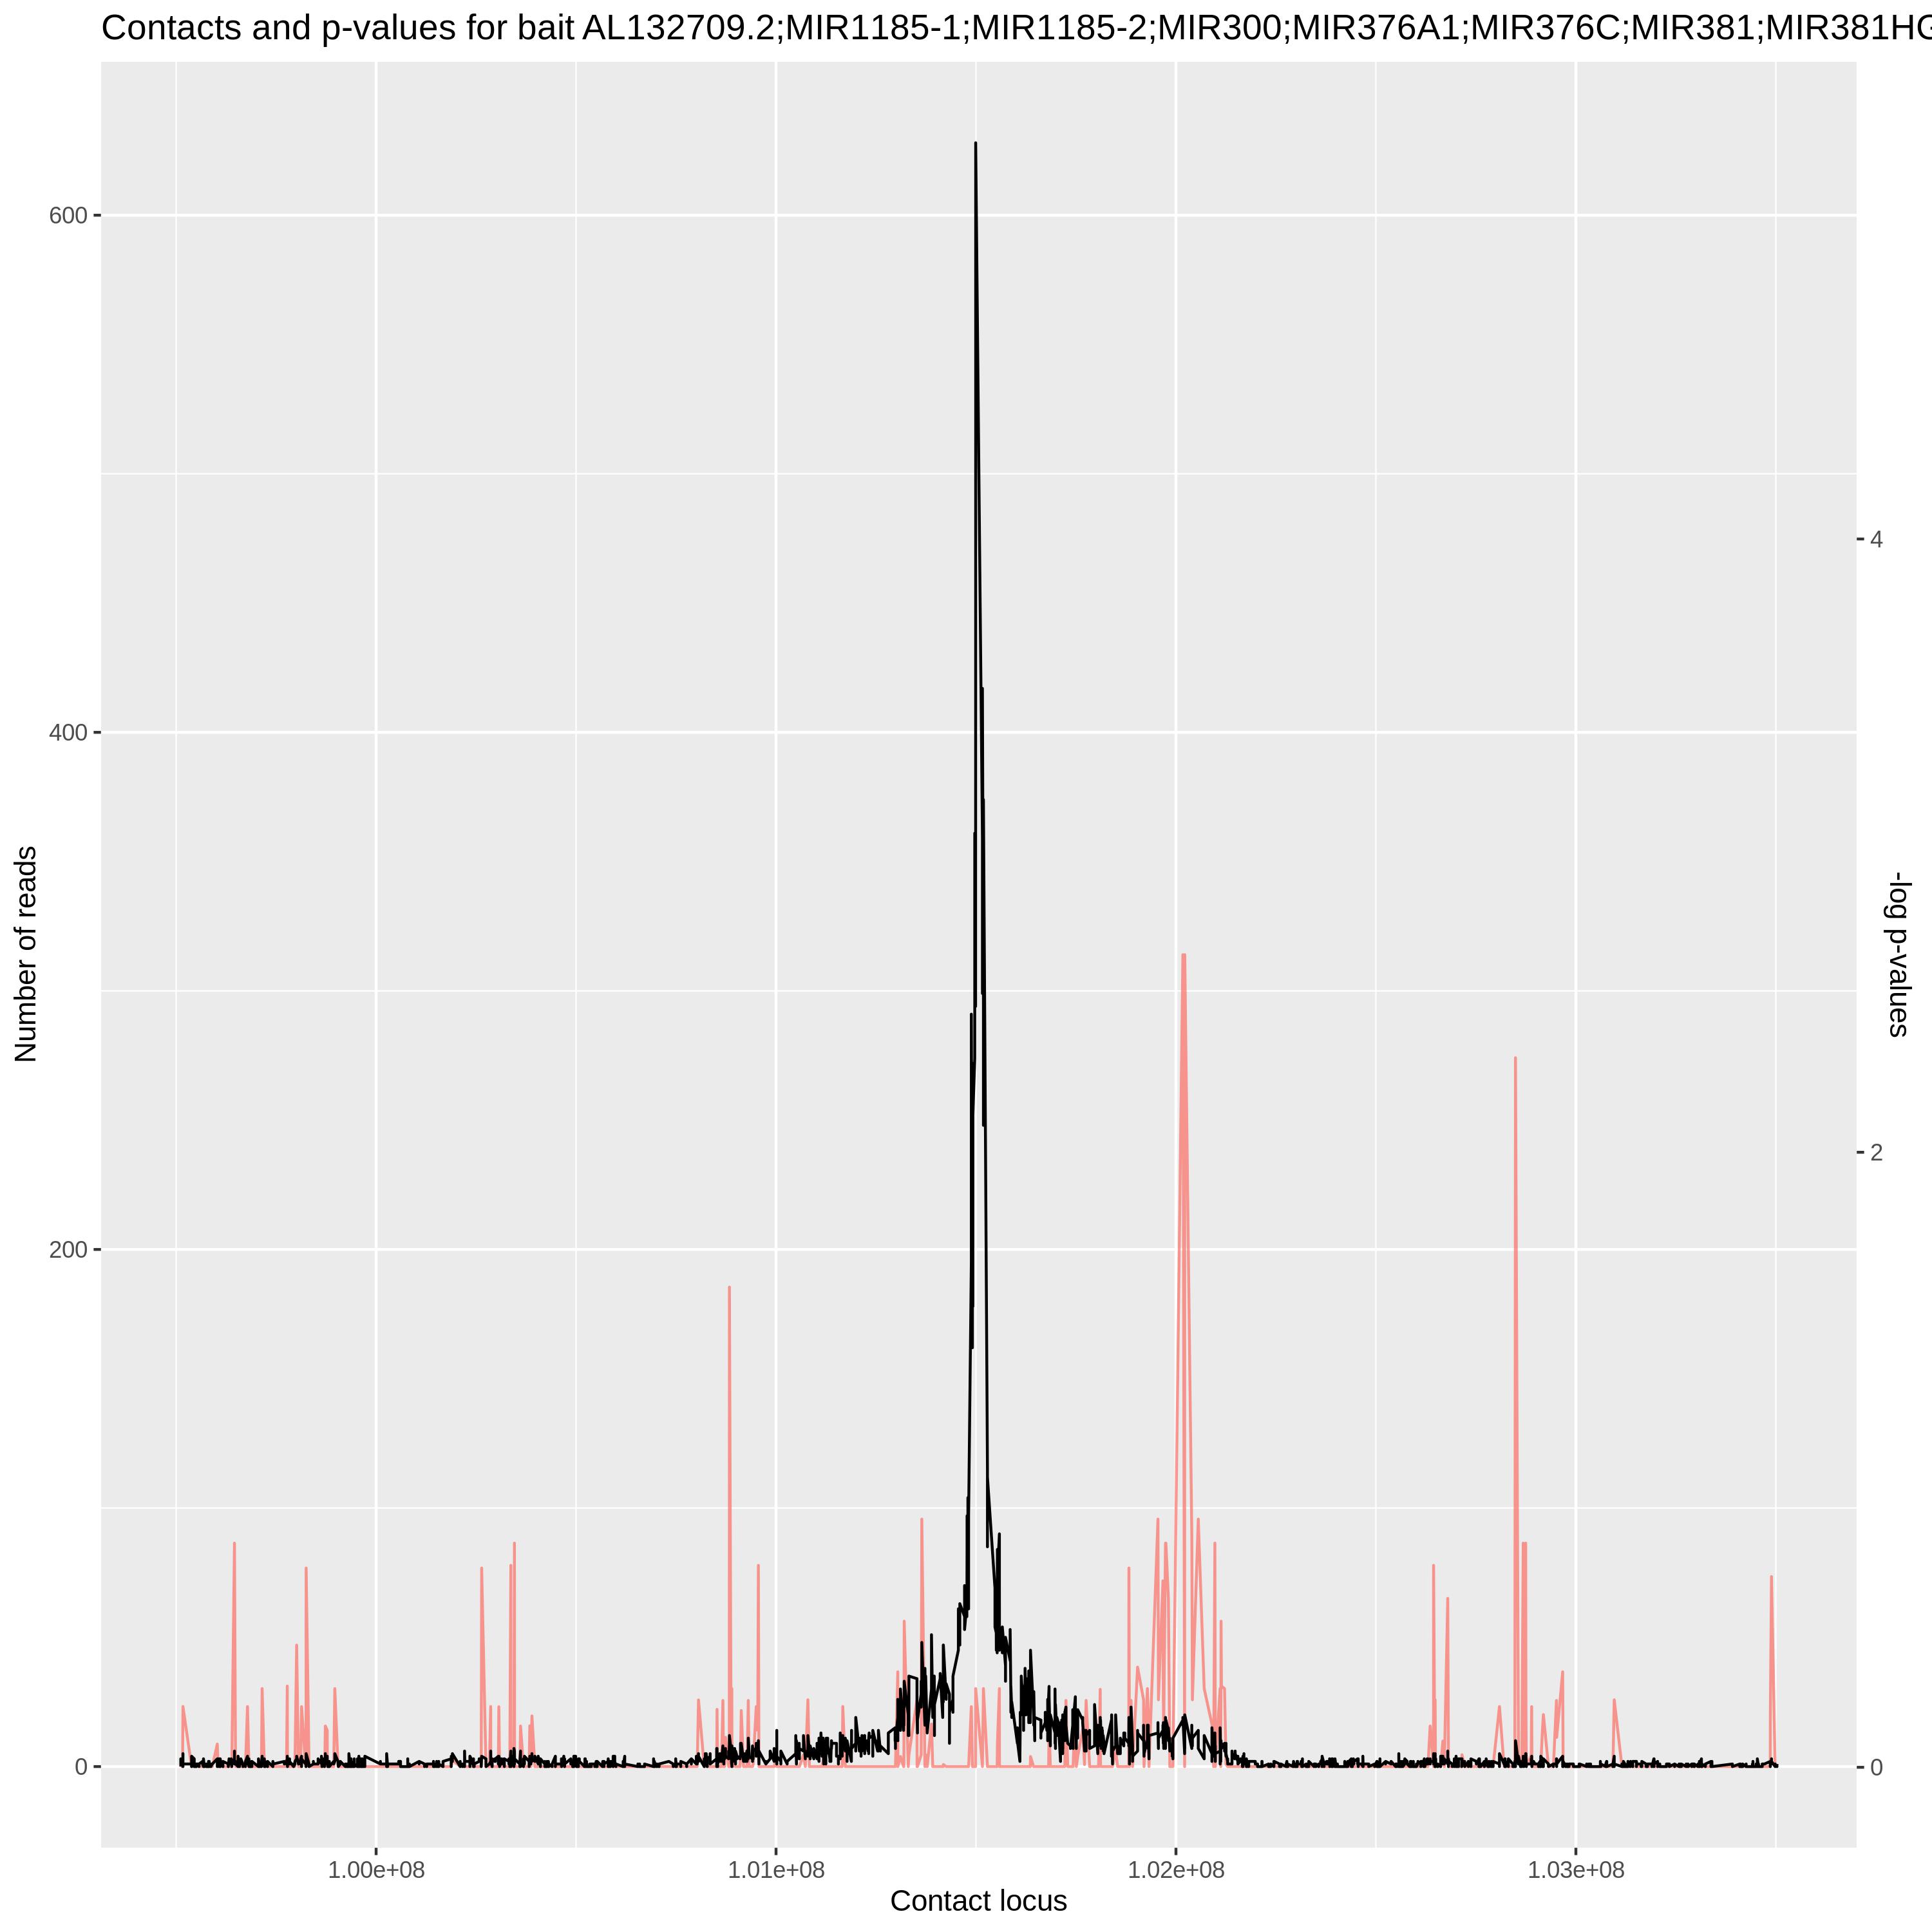 Contacts and p-values for bait AL132709.2;MIR1185-1;MIR1185-2;MIR300;MIR376A1;MIR376C;MIR381;MIR381HG
600
400
200
0
Number of reads
4
2
0
-log p-values
1.00e+08
1.01e+08
1.02e+08
1.03e+08
Contact locus